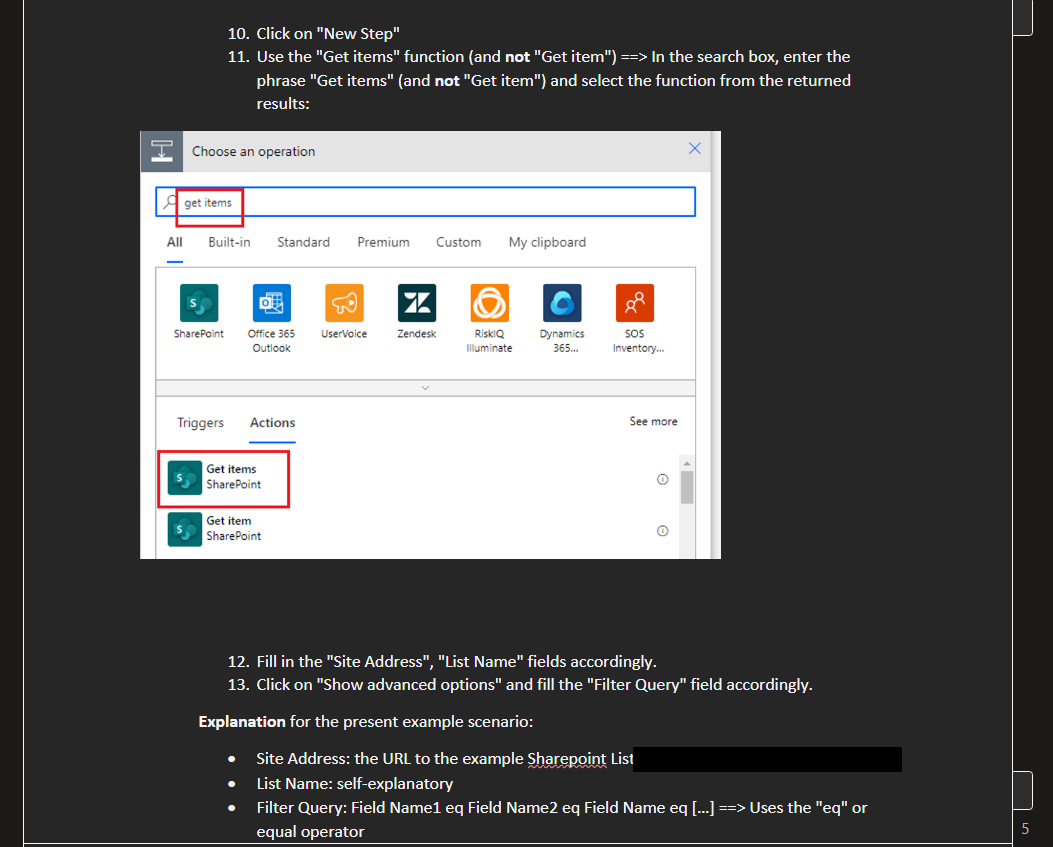 10. Click on "New Step"
11. Use the "Get items" function (and not "Get item") ==> In the search box, enter the
phrase "Get items" (and not "Get item") and select the function from the returned
results:
Choose an operation
get items
All Built-in Standard Premium Custom My clipboard
SharePoint Office 365 UserVoice Zendesk RiskIQ Dynamics SOS
Outlook Illuminate 365... Inventory...
Triggers Actions See more
Get items
SharePoint
Get item
SharePoint
12. Fill in the "Site Address", "List Name" fields accordingly.
13. Click on "Show advanced options" and fill the "Filter Query" field accordingly.
Explanation for the present example scenario:
• Site Address: the URL to the example Sharepoint List
• List Name: self-explanatory
• Filter Query: Field Name1 eq Field Name2 eq Field Name eq [...] ==> Uses the "eq" or
equal operator
5